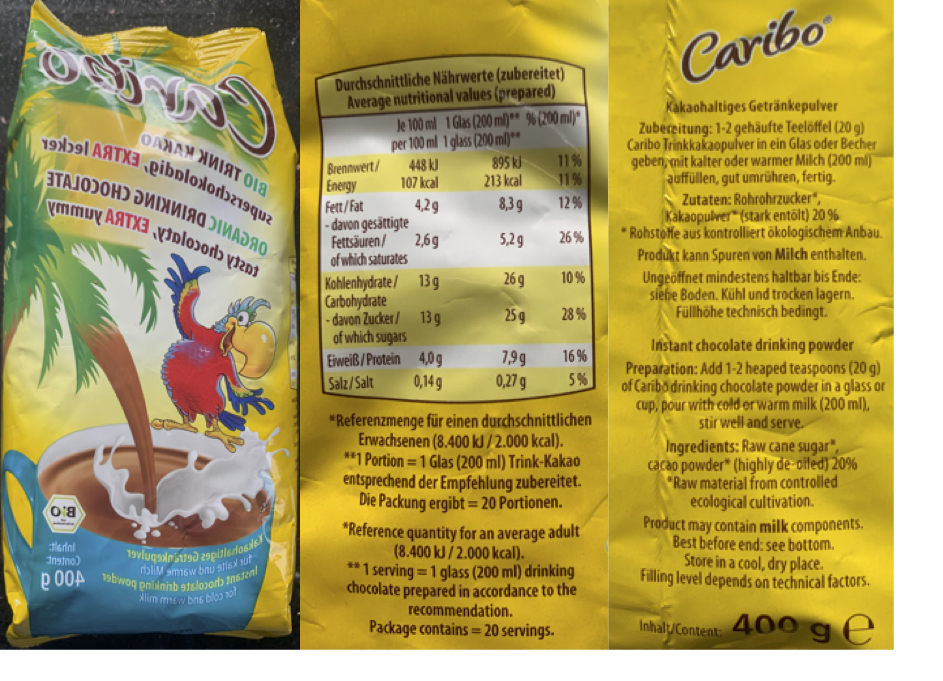 Caribo
BIO TRINK KAKAO
superschokoladig, EXTRA lecker
ORGANIC DRINKING CHOCOLATE
tasty chocolaty, EXTRA yummy
BIO
Inhalt:
Content:
400 g
Kakaohaltiges Getränkepulver
für kalte und warme Milch
Instant chocolate drinking powder
for cold and warm milk
Durchschnittliche Nährwerte (zubereitet)
Average nutritional values (prepared)
Je 100 ml 1 Glas (200 ml)** % (200 ml)*
per 100 ml 1 glass (200 ml)**
Brennwert/ 448 kJ 895 kJ 11 %
Energy 107 kcal 213 kcal 11 %
Fett/Fat 4,2 g 8,3 g 12 %
- davon gesättigte
Fettsäuren/ 2,6 g 5,2 g 26 %
of which saturates
Kohlenhydrate/ 13 g 26 g 10 %
Carbohydrate
- davon Zucker/ 13 g 25 g 28 %
of which sugars
Eiweiß/Protein 4,0 g 7,9 g 16 %
Salz/Salt 0,14 g 0,27 g 5 %
*Referenzmenge für einen durchschnittlichen
Erwachsenen (8.400 kJ / 2.000 kcal).
**1 Portion = 1 Glas (200 ml) Trink-Kakao
entsprechend der Empfehlung zubereitet.
Die Packung ergibt = 20 Portionen.
*Reference quantity for an average adult
(8.400 kJ / 2.000 kcal).
** 1 serving = 1 glass (200 ml) drinking
chocolate prepared in accordance to the
recommendation.
Package contains = 20 servings.
Caribo®
Kakaohaltiges Getränkepulver
Zubereitung: 1-2 gehäufte Teelöffel (20 g)
Caribo Trinkkakaopulver in ein Glas oder Becher
geben, mit kalter oder warmer Milch (200 ml)
auffüllen, gut umrühren, fertig.
Zutaten: Rohrohrzucker*,
Kakaopulver* (stark entölt) 20 %
* Rohstoffe aus kontrolliert ökologischem Anbau.
Produkt kann Spuren von Milch enthalten.
Ungeöffnet mindestens haltbar bis Ende:
siehe Boden. Kühl und trocken lagern.
Füllhöhe technisch bedingt.
Instant chocolate drinking powder
Preparation: Add 1-2 heaped teaspoons (20 g)
of Caribo drinking chocolate powder in a glass or
cup, pour with cold or warm milk (200 ml),
stir well and serve.
Ingredients: Raw cane sugar*,
cacao powder* (highly de-oiled) 20%
*Raw material from controlled
ecological cultivation.
Product may contain milk components.
Best before end: see bottom.
Store in a cool, dry place.
Filling level depends on technical factors.
Inhalt/Content: 400 g e